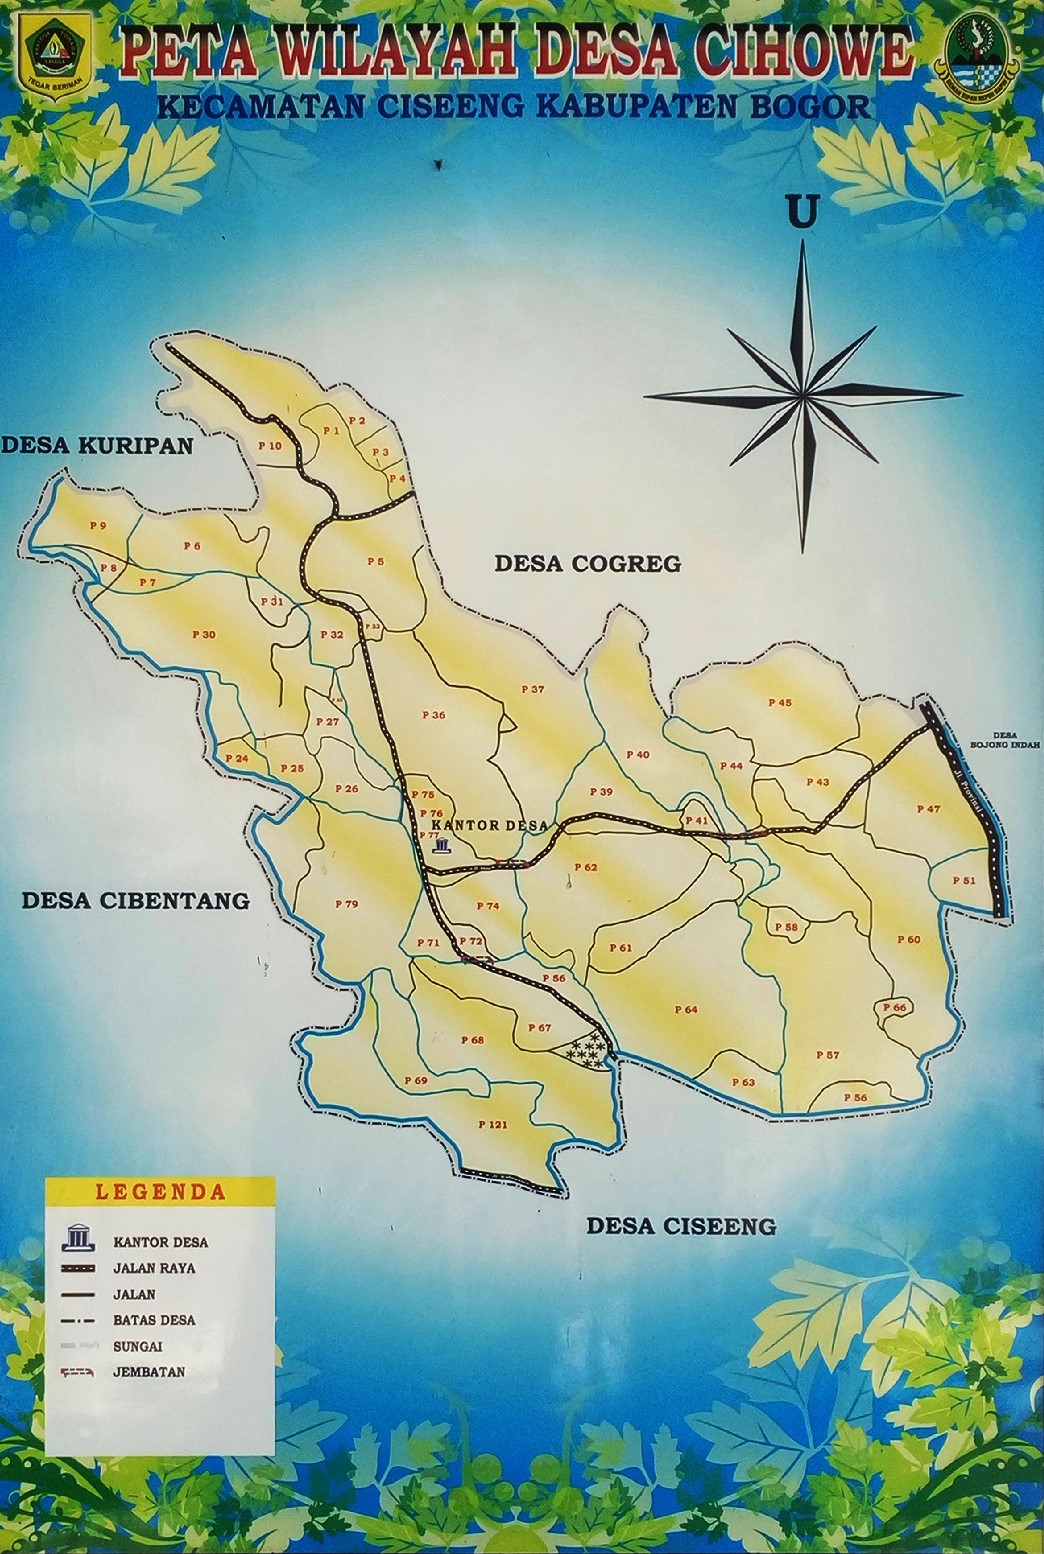 PETA WILAYAH DESA CIHOWE
KECAMATAN CISEENG KABUPATEN BOGOR
TEGAR BERIMAN
U
DESA KURIPAN
DESA COGREG
DESA BOJONG INDAH
Jl. Provinsi
P 1
P 2
P 3
P 4
P 10
P 9
P 6
P 5
P 8
P 7
P 31
P 30
P 32
P 33
P 37
P 36
P 27
P 45
P 40
P 44
P 24
P 25
P 26
P 75
P 76
P 77
KANTOR DESA
P 39
P 41
P 43
P 47
P 62
P 51
DESA CIBENTANG
P 79
P 74
P 71
P 72
P 61
P 58
P 60
P 56
P 64
P 66
P 67
P 68
P 69
P 57
P 63
P 56
P 121
DESA CISEENG
LEGENDA
KANTOR DESA
JALAN RAYA
JALAN
BATAS DESA
SUNGAI
JEMBATAN